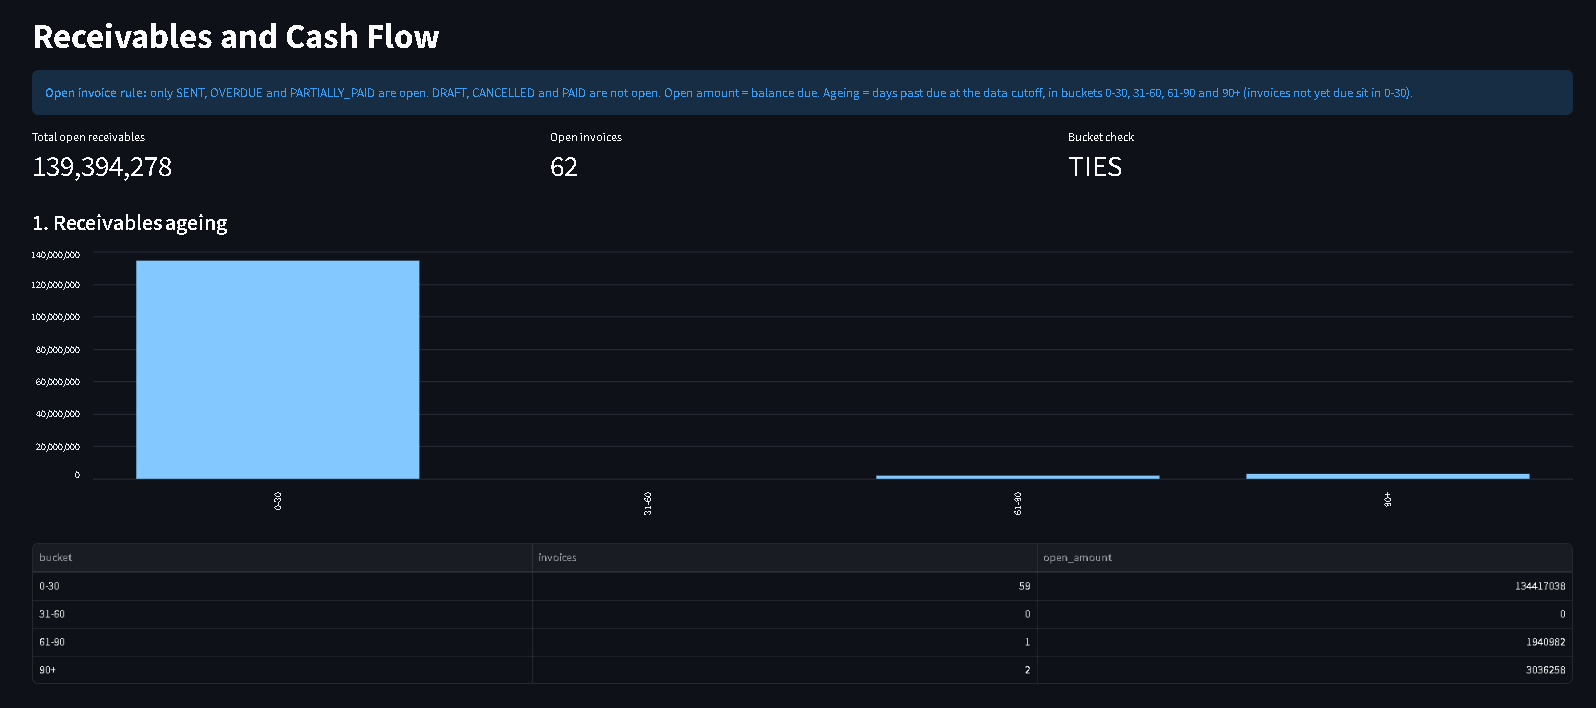 Receivables and Cash Flow
Open invoice rule: only SENT, OVERDUE and PARTIALLY_PAID are open. DRAFT, CANCELLED and PAID are not open. Open amount = balance due. Ageing = days past due at the data cutoff, in buckets 0-30, 31-60, 61-90 and 90+ (invoices not yet due sit in 0-30).
Total open receivables
Open invoices
Bucket check
139,394,278
62
TIES
1. Receivables ageing
140,000,000
120,000,000
100,000,000
80,000,000
60,000,000
40,000,000
20,000,000
0
0-30
31-60
61-90
90+
bucket invoices open_amount
0-30 59 134417038
31-60 0 0
61-90 1 1940982
90+ 2 3036258